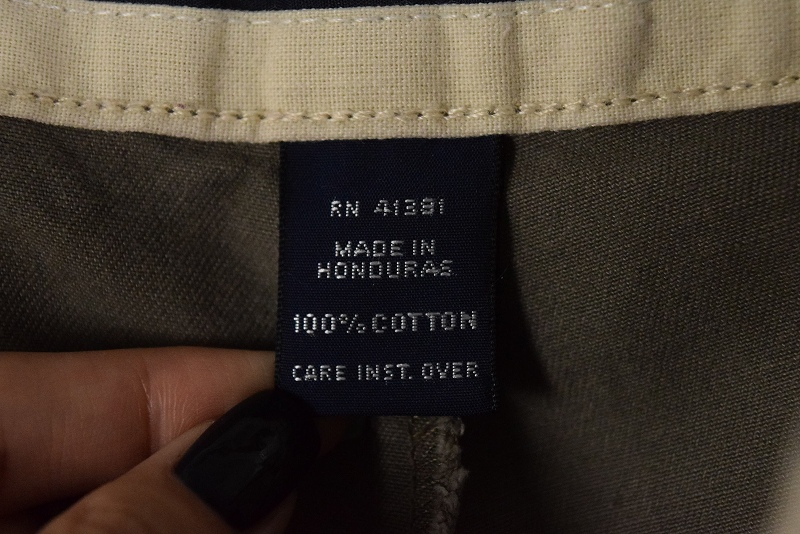 RN 41381
MADE IN
HONDURAS
100% COTTON
CARE INST. OVER